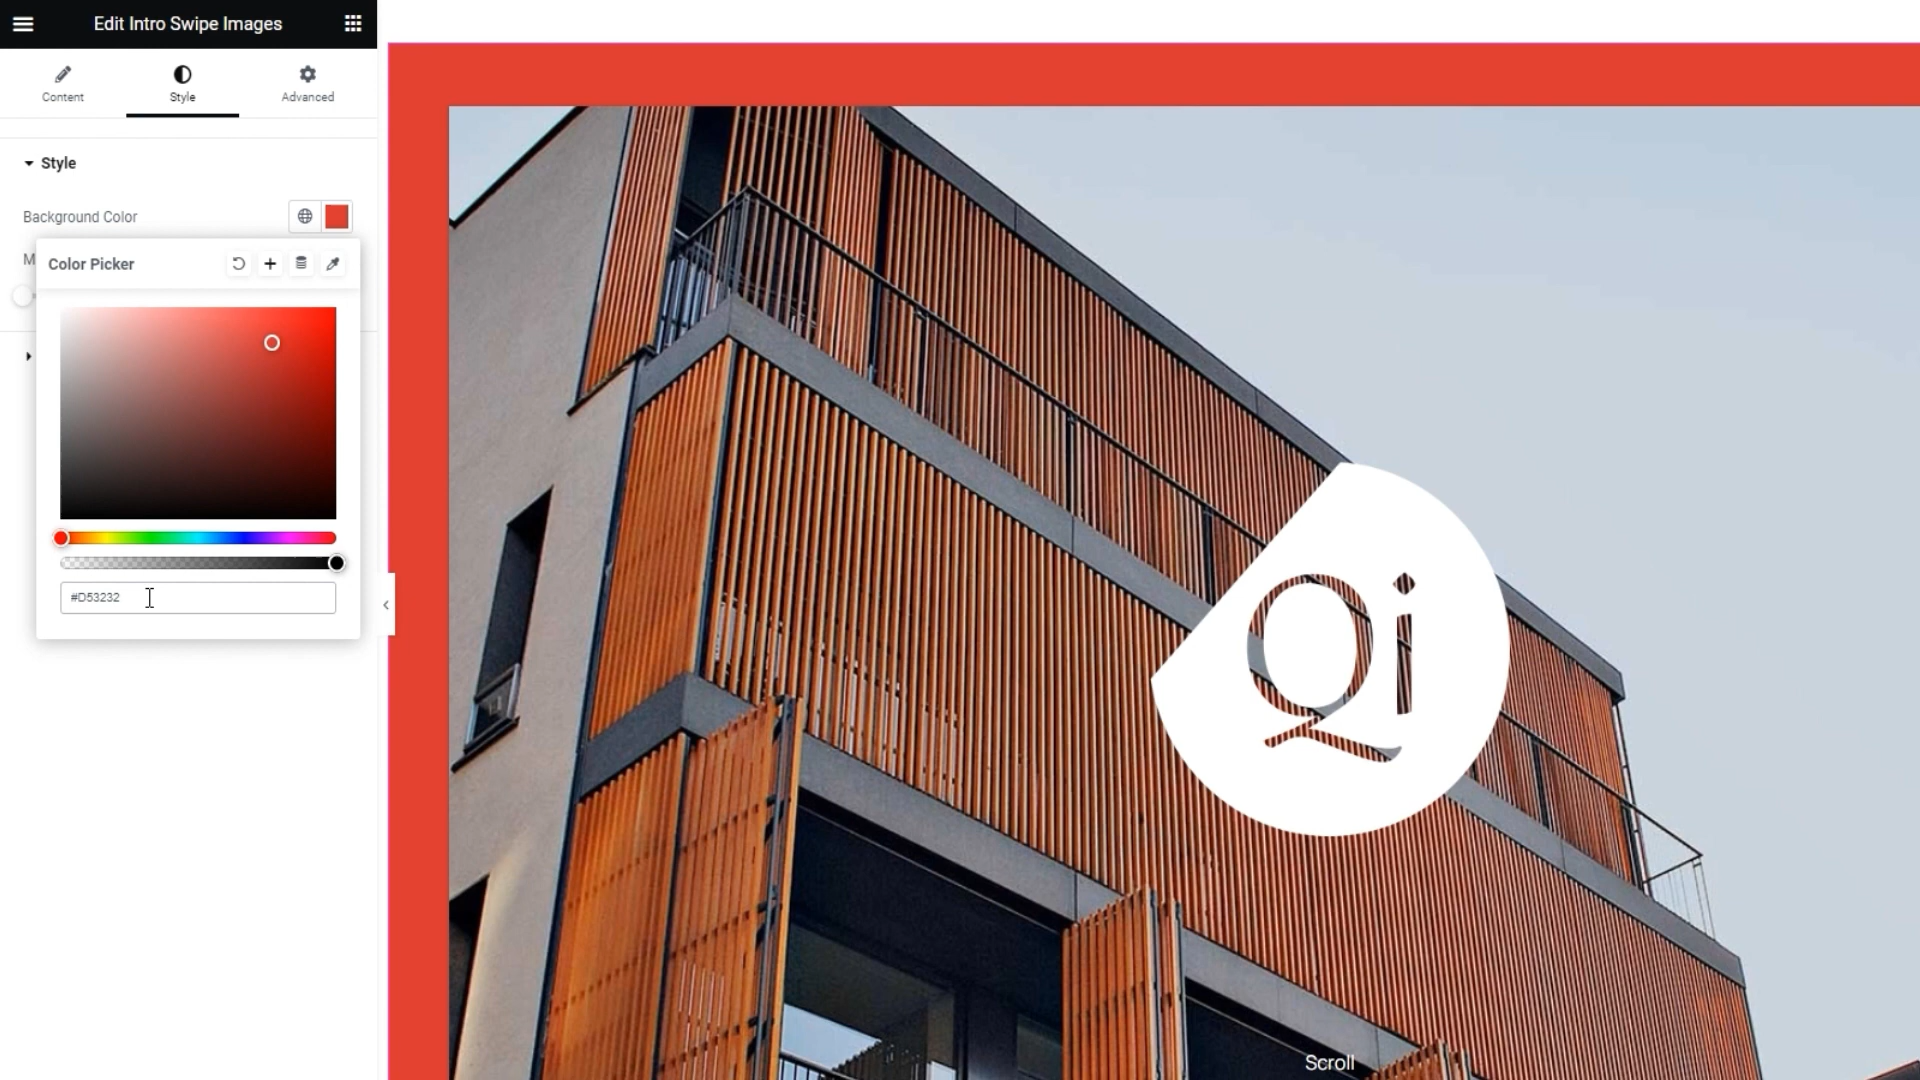 Edit Intro Swipe Images
Content
Style
Advanced
Style
Background Color
M
Color Picker
#D53232
Qi
Scroll